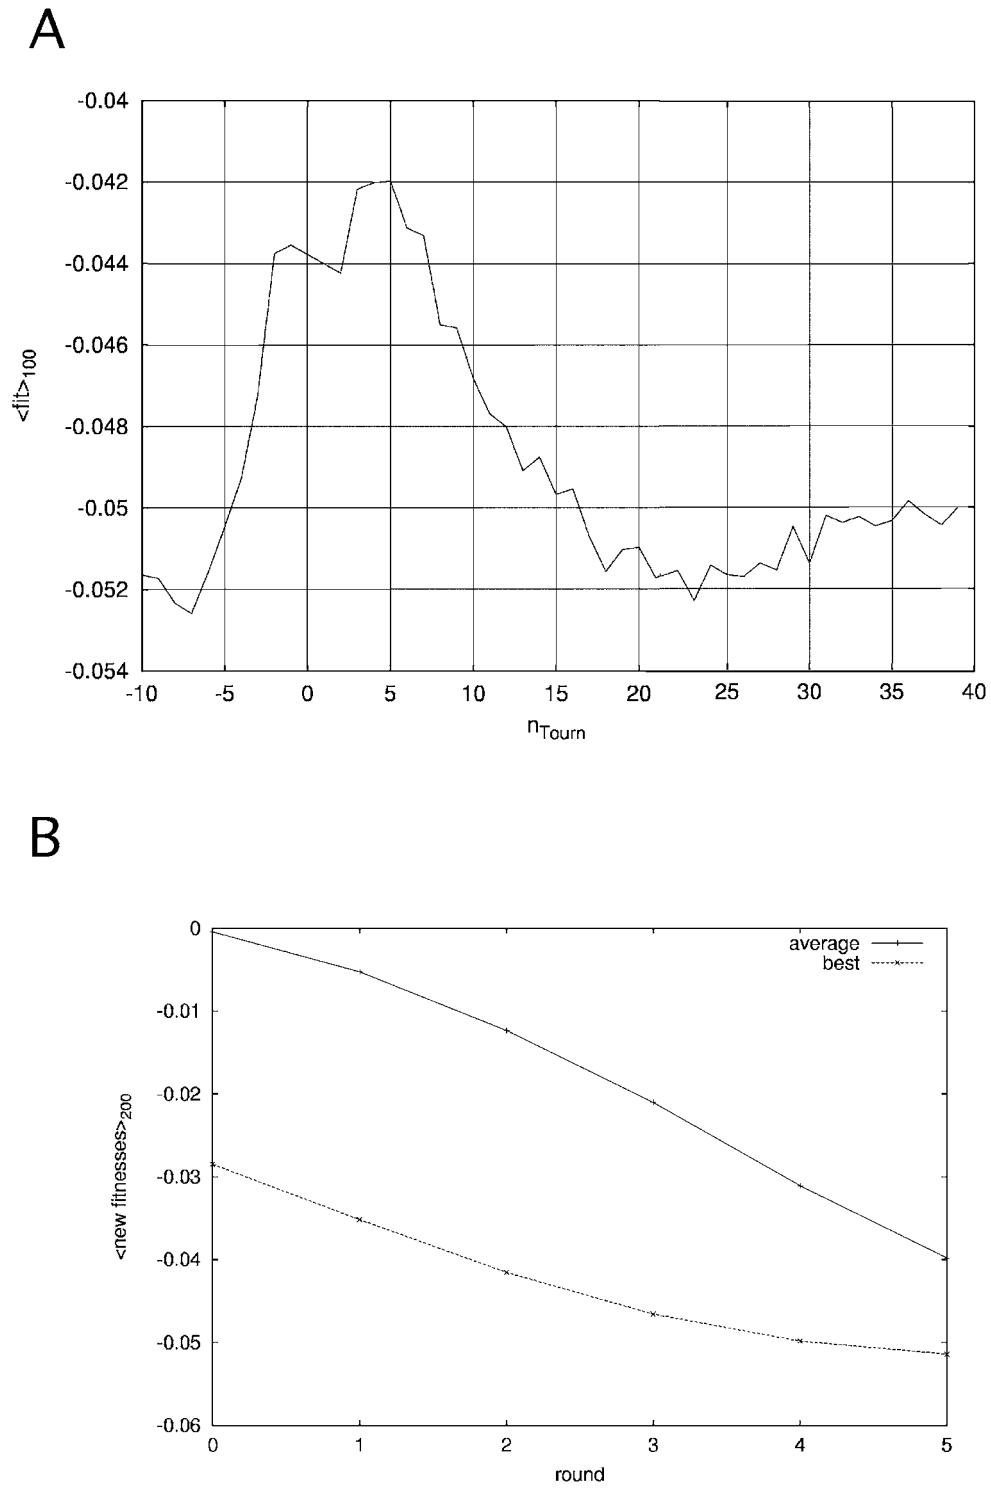 A
-0.04
-0.042
-0.044
-0.046
-0.048
-0.05
-0.052
-0.054
<fit>100
-10 -5 0 5 10 15 20 25 30 35 40
nTourn
B
0
-0.01
-0.02
-0.03
-0.04
-0.05
-0.06
<new fitnesses>200
average
best
0 1 2 3 4 5
round